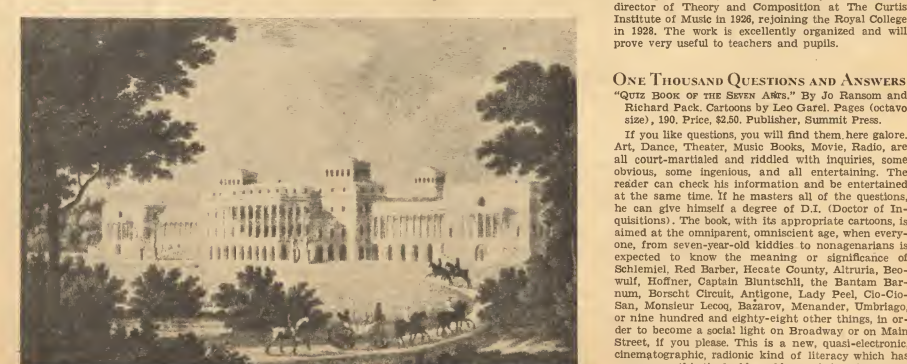 director of Theory and Composition at The Curtis
Institute of Music in 1926, rejoining the Royal College
in 1928. The work is excellently organized and will
prove very useful to teachers and pupils.
ONE THOUSAND QUESTIONS AND ANSWERS
"QUIZ BOOK OF THE SEVEN ARTS." By Jo Ransom and
Richard Pack. Cartoons by Leo Garel. Pages (octavo
size), 190. Price, $2.50. Publisher, Summit Press.
If you like questions, you will find them here galore.
Art, Dance, Theater, Music Books, Movie, Radio, are
all court-martialed and riddled with inquiries, some
obvious, some ingenious, and all entertaining. The
reader can check his information and be entertained
at the same time. If he masters all of the questions,
he can give himself a degree of D.I. (Doctor of In-
quisitions). The book, with its appropriate cartoons, is
aimed at the omniparent, omniscient age, when every-
one, from seven-year-old kiddies to nonagenarians is
expected to know the meaning or significance of
Schlemiel, Red Barber, Hecate County, Altruria, Beo-
wulf, Hoffner, Captain Bluntschli, the Bantam Bar-
num, Borscht Circuit, Antigone, Lady Peel, Cio-Cio-
San, Monsieur Lecoq, Bazarov, Menander, Umbriago,
or nine hundred and eighty-eight other things, in or-
der to become a social light on Broadway or on Main
Street, if you please. This is a new, quasi-electronic,
cinematographic, radionic kind of literacy which has